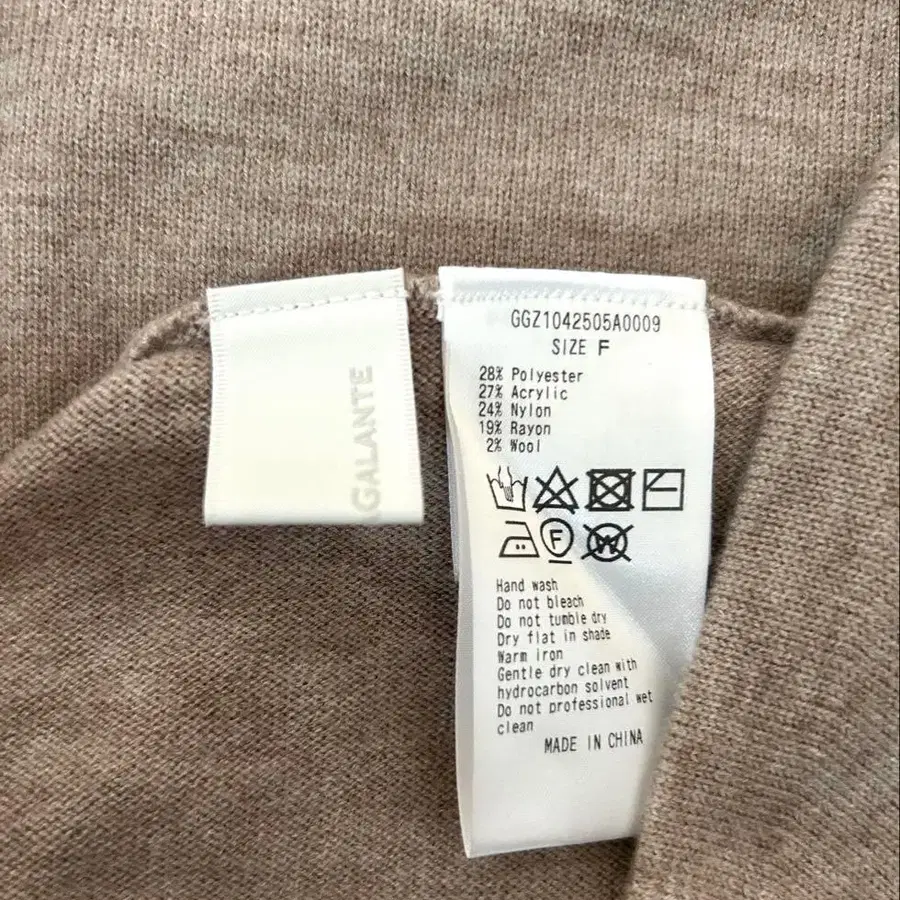 GALANTE
GGZ1042505A0009
SIZE F
28% Polyester
27% Acrylic
24% Nylon
19% Rayon
2% Wool
F
W
Hand wash
Do not bleach
Do not tumble dry
Dry flat in shade
Warm iron
Gentle dry clean with
hydrocarbon solvent
Do not professional wet
clean
MADE IN CHINA